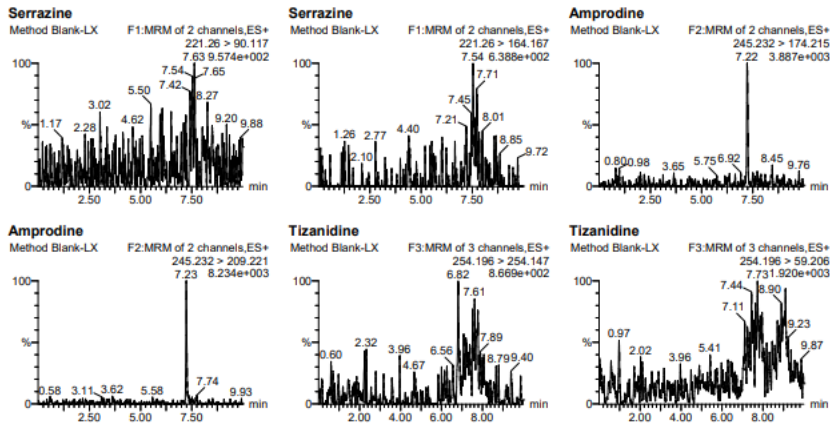 Serrazine
Method Blank-LX F1:MRM of 2 channels,ES+
221.26 > 90.117
7.63 9.574e+002
100
%
1.17
2.28
3.02
4.62
5.50
7.42
7.54
7.65
8.27
9.20
9.88
2.50 5.00 7.50 min
Serrazine
Method Blank-LX F1:MRM of 2 channels,ES+
221.26 > 164.167
7.54 6.388e+002
100
%
1.26
2.10
2.77
4.40
7.21
7.45
7.71
8.01
8.85
9.72
2.50 5.00 7.50 min
Amprodine
Method Blank-LX F2:MRM of 2 channels,ES+
245.232 > 174.215
7.22 3.887e+003
100
%
0.80
0.98
3.65
5.75
6.92
8.45
9.76
2.50 5.00 7.50 min
Amprodine
Method Blank-LX F2:MRM of 2 channels,ES+
245.232 > 209.221
7.23 8.234e+003
100
%
0.58
3.11
3.62
5.58
7.74
9.93
2.50 5.00 7.50 min
Tizanidine
Method Blank-LX F3:MRM of 3 channels,ES+
254.196 > 254.147
6.82 8.669e+002
100
%
0.60
2.32
3.96
4.67
6.56
7.61
7.89
8.79
9.40
2.00 4.00 6.00 8.00 min
Tizanidine
Method Blank-LX F3:MRM of 3 channels,ES+
254.196 > 59.206
7.73 1.920e+003
100
%
0.97
2.02
3.96
5.41
7.11
7.44
8.90
9.23
9.87
2.00 4.00 6.00 8.00 min